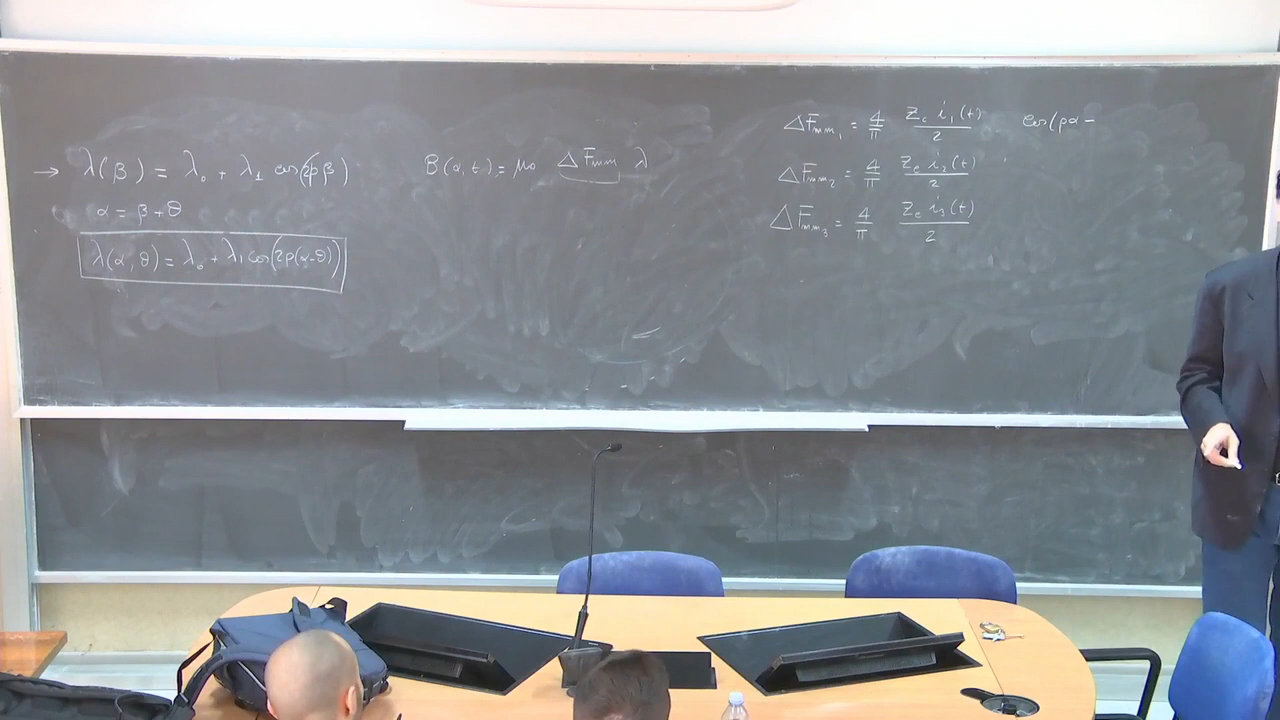 → λ(β) = λ₀ + λ₁ cos(2pβ)
α = β + θ
λ(α, θ) = λ₀ + λ₁ cos(2p(α-θ))
B(α, t) = μ₀ ΔFmm λ
ΔFmm₁ = 4/π Zc i₁(t)/2 cos(pα -
ΔFmm₂ = 4/π Zc i₂(t)/2
ΔFmm₃ = 4/π Zc i₃(t)/2